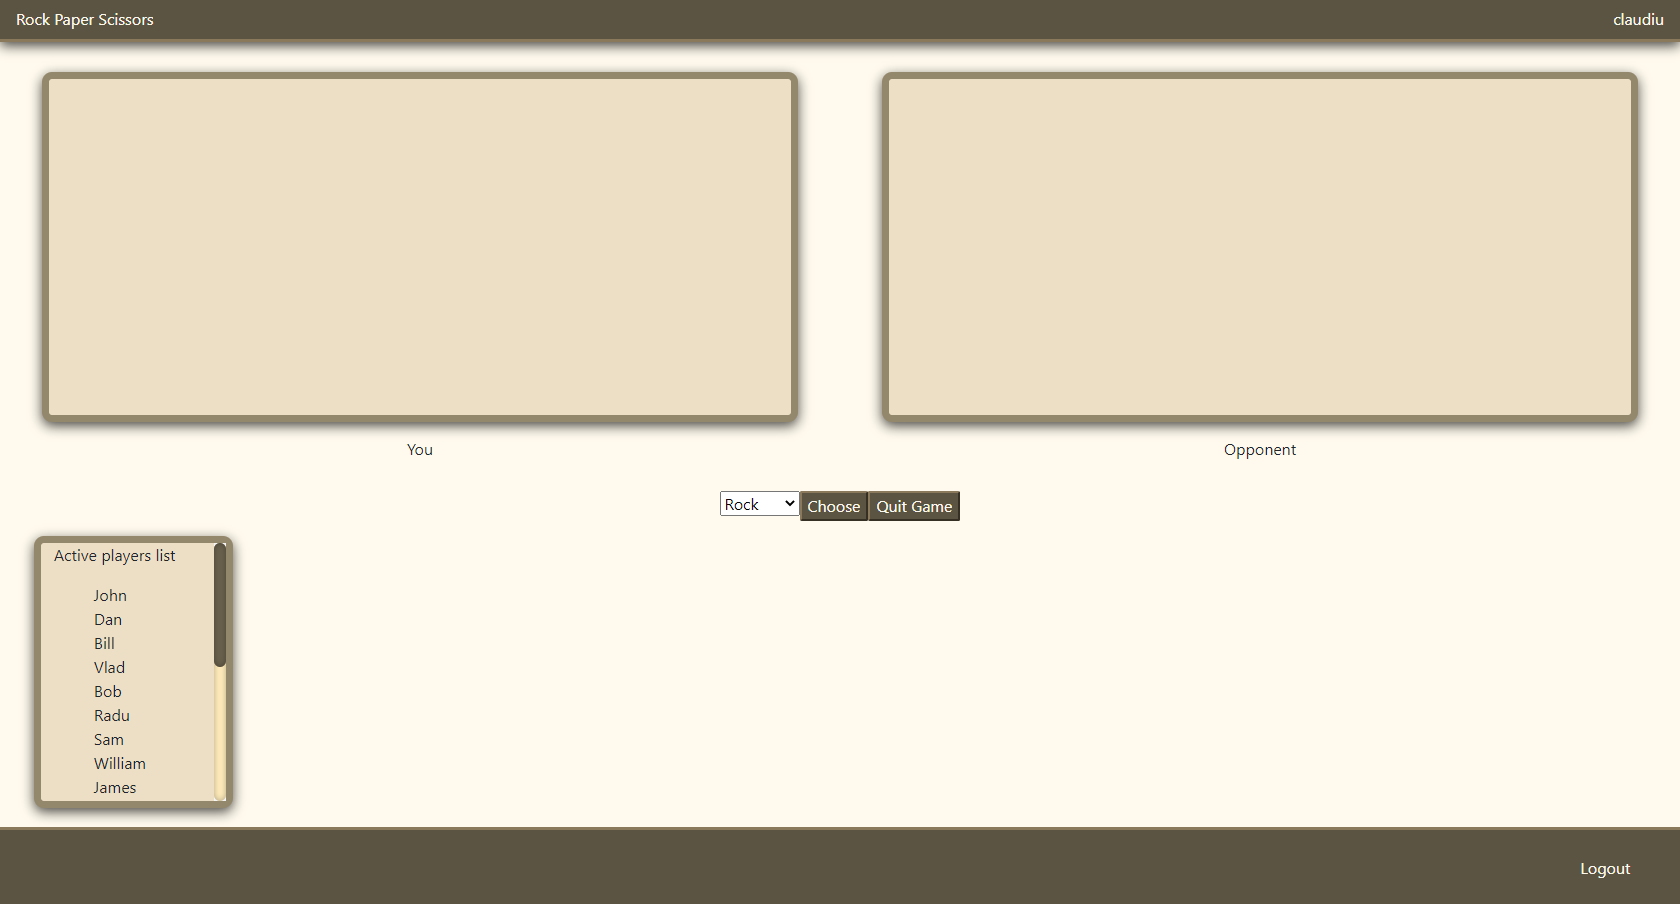 Rock Paper Scissors
claudiu
You
Opponent
Rock
Choose
Quit Game
Active players list
John
Dan
Bill
Vlad
Bob
Radu
Sam
William
James
Logout